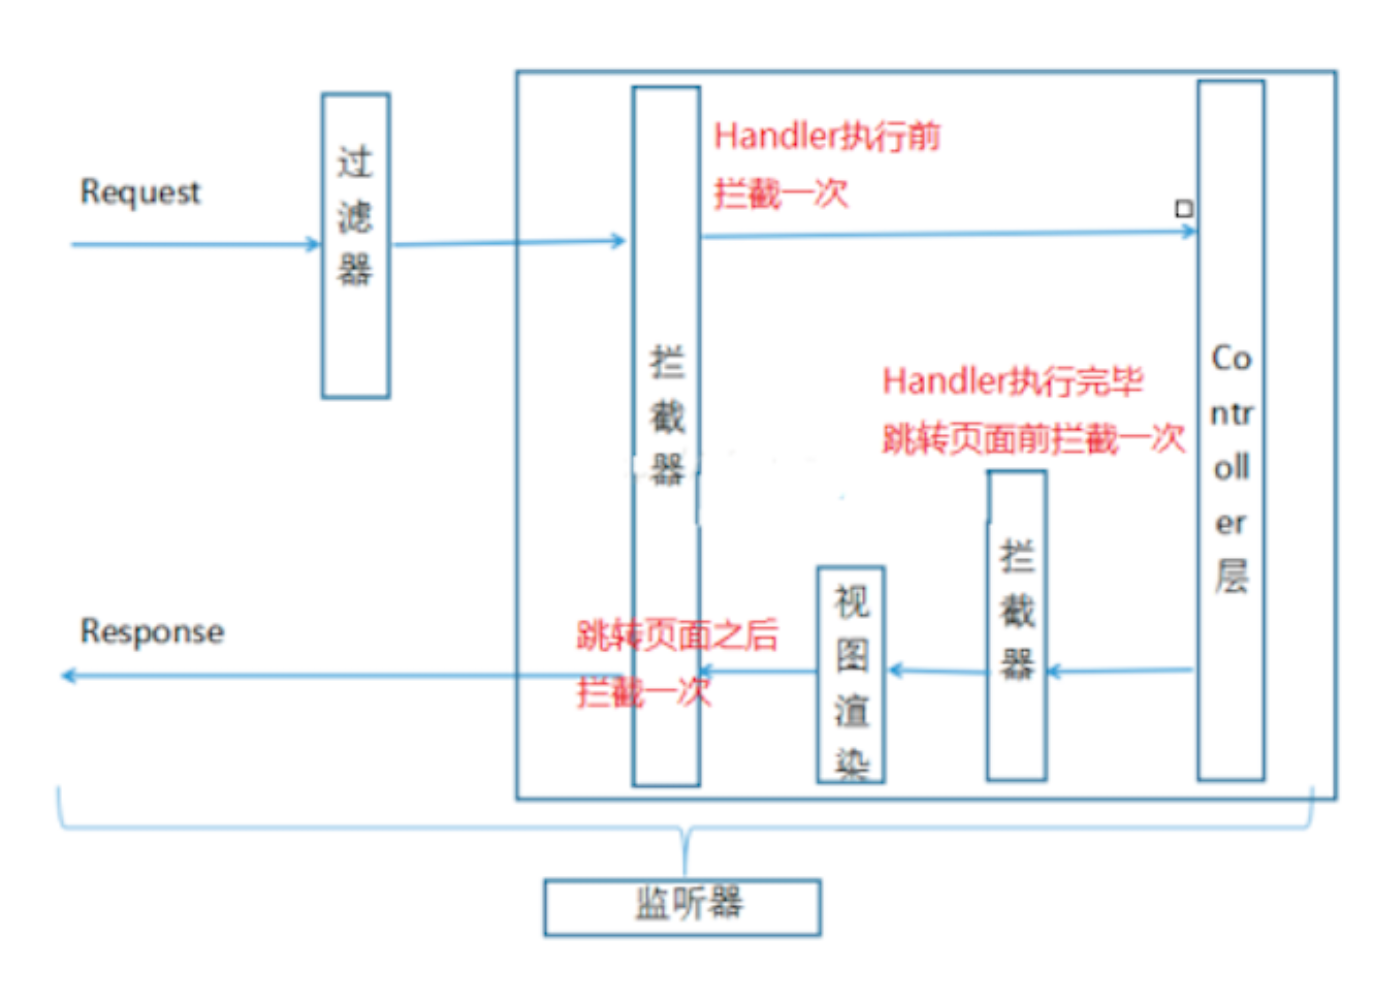 Request
过滤器
Handler执行前
拦截一次
拦截器
Controller层
Handler执行完毕
跳转页面前拦截一次
拦截器
视图渲染
跳转页面之后
拦截一次
Response
监听器